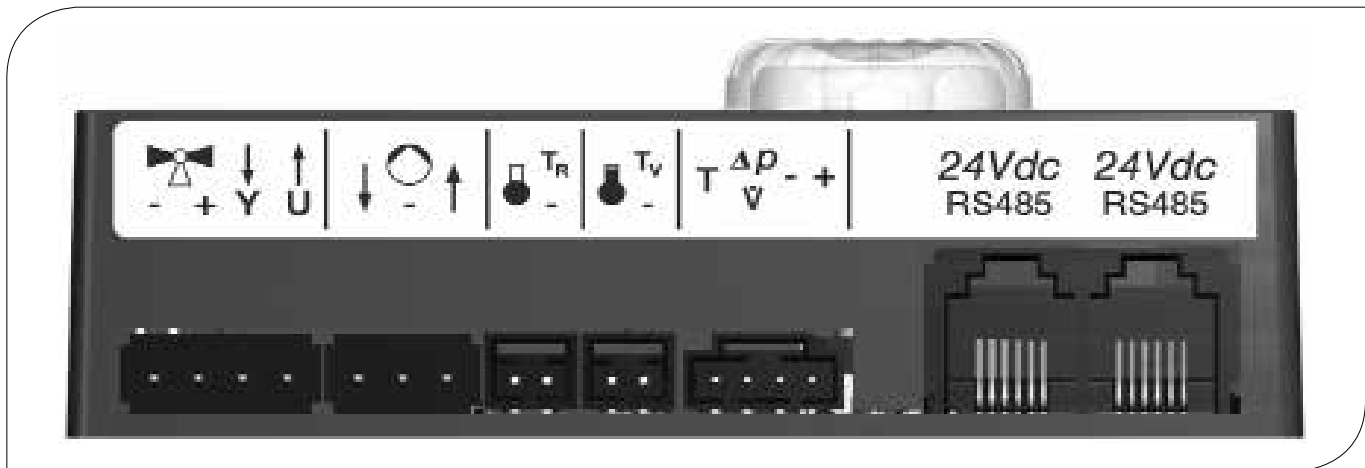 - + Y U
-
T_R
-
T_V
-
T Δp V̇ - +
24Vdc 24Vdc
RS485 RS485